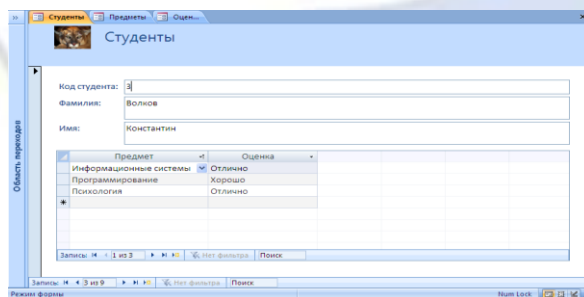 Студенты Предметы Оцен...
Студенты
Код студента: 3
Фамилия: Волков
Имя: Константин
Предмет Оценка
Информационные системы Отлично
Программирование Хорошо
Психология Отлично
Запись: 1 из 3 Нет фильтра Поиск
Запись: 3 из 9 Нет фильтра Поиск
Режим формы Num Lock
Область переходов